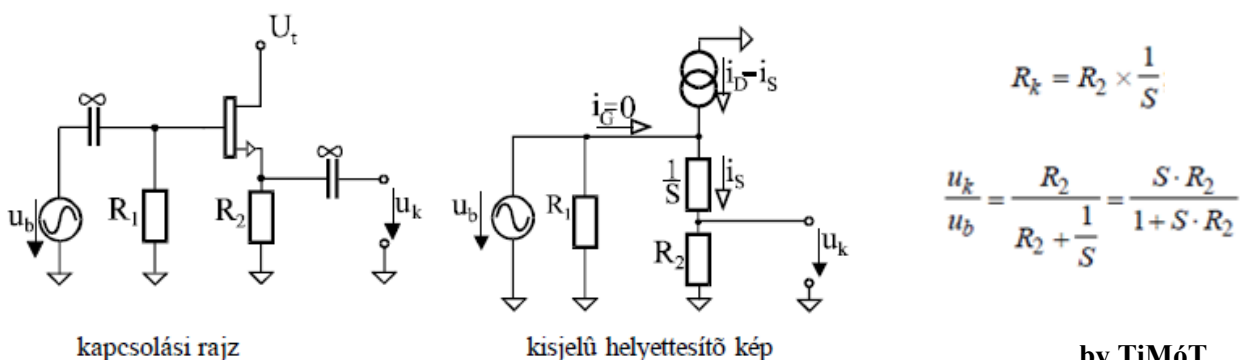 U_t
∞
∞
u_b
R_1
R_2
u_k
i_D=i_S
i_G=0
1/S
i_S
u_b
R_1
R_2
u_k
R_k = R_2 × 1/S
u_k/u_b = R_2/(R_2 + 1/S) = S·R_2/(1 + S·R_2)
kapcsolási rajz
kisjelû helyettesítõ kép
by TiMóT